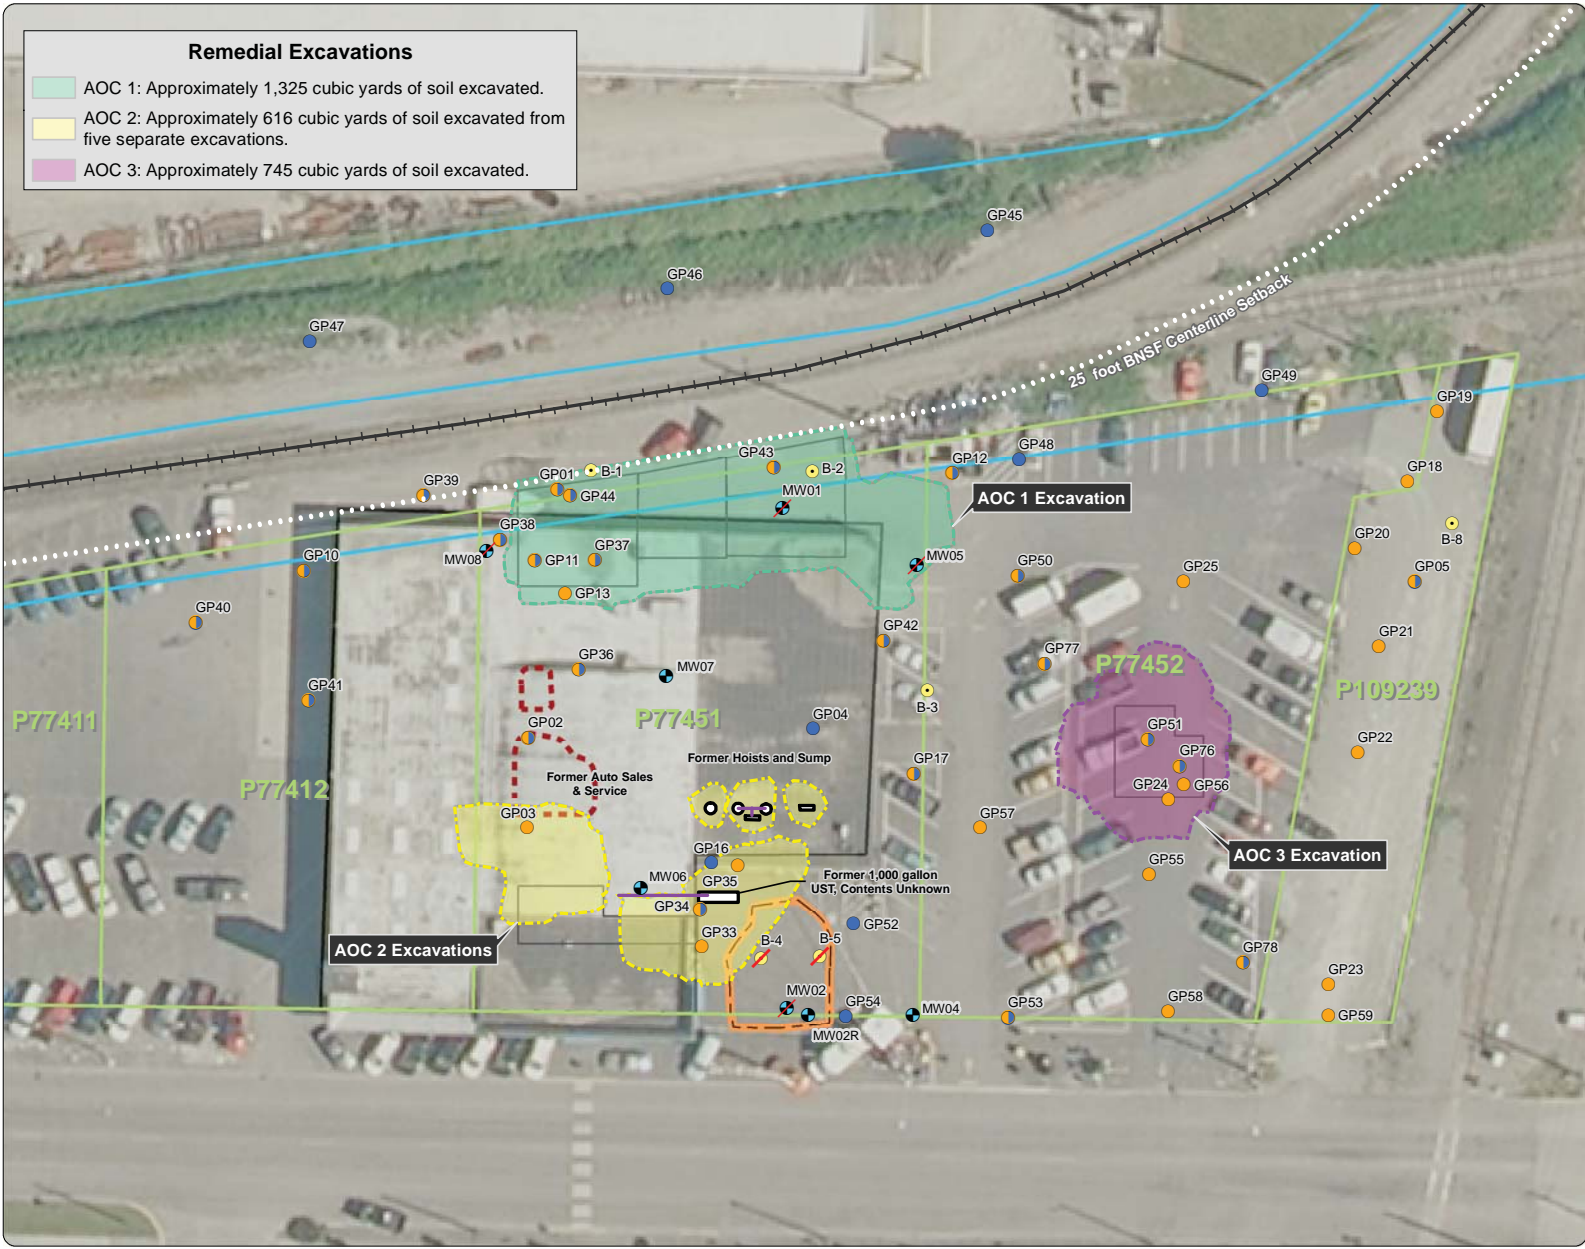 Remedial Excavations
AOC 1: Approximately 1,325 cubic yards of soil excavated.
AOC 2: Approximately 616 cubic yards of soil excavated from
five separate excavations.
AOC 3: Approximately 745 cubic yards of soil excavated.
GP45
GP46
GP47
25 foot BNSF Centerline Setback
GP49
GP19
GP48
GP43
B-2
GP12
GP01
B-1
GP39
GP44
GP18
MW01
AOC 1 Excavation
GP38
GP20
B-8
MW08
GP11
GP37
MW05
GP10
GP50
GP25
GP05
GP13
GP40
GP42
GP21
GP36
MW07
GP77
P77452
P109239
GP41
B-3
P77411
P77451
GP02
GP04
GP51
GP22
Former Hoists and Sump
GP17
GP76
Former Auto Sales
& Service
P77412
GP24
GP56
GP03
GP57
GP16
AOC 3 Excavation
GP55
MW06
GP35
Former 1,000 gallon
UST, Contents Unknown
GP34
GP52
GP33
B-4
B-5
AOC 2 Excavations
GP78
GP23
MW02
GP54
MW04
GP53
GP58
GP59
MW02R